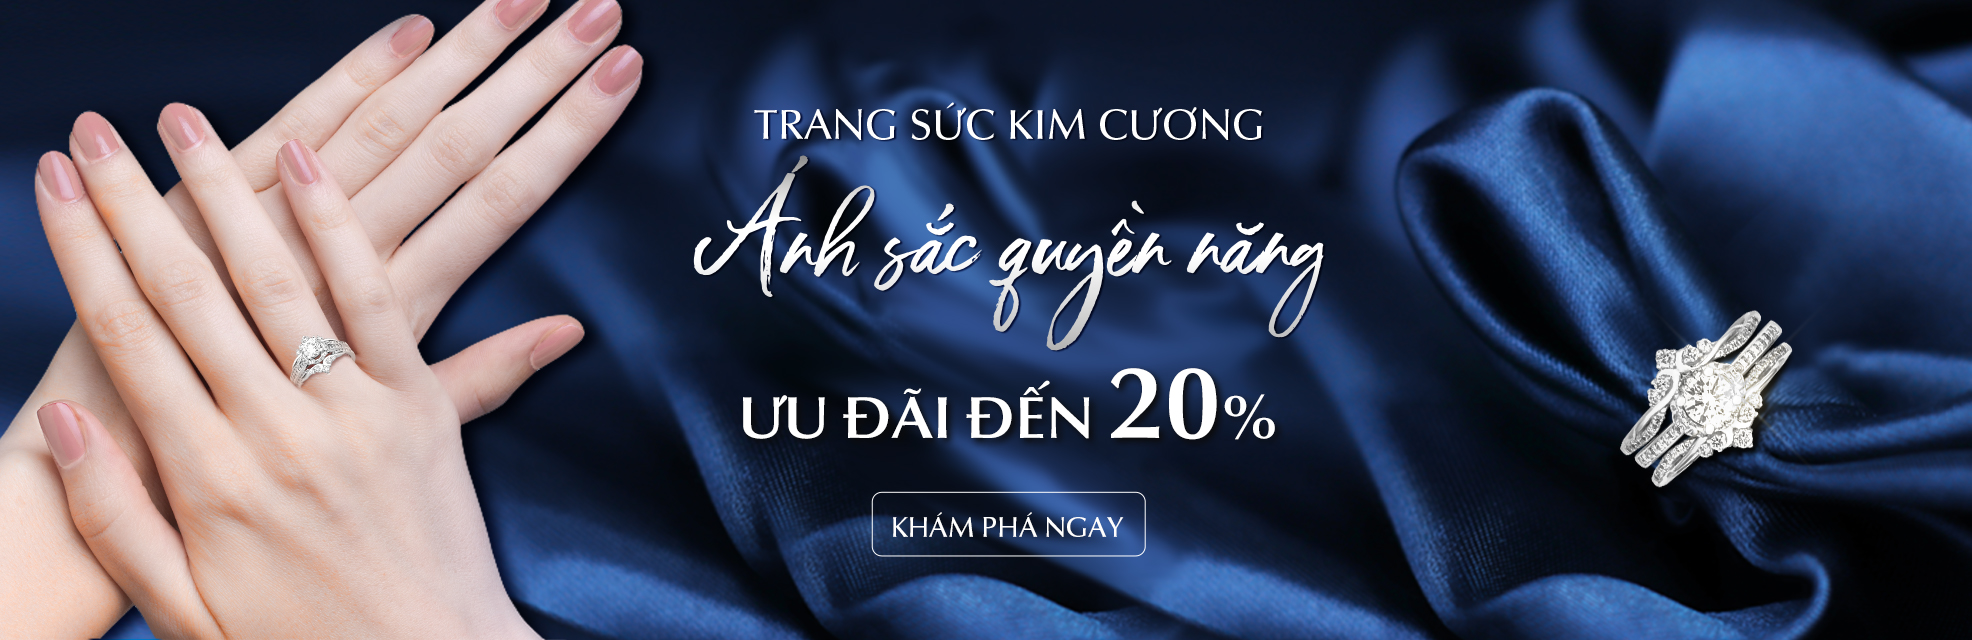 TRANG SỨC KIM CƯƠNG
Ánh sắc quyền năng
ƯU ĐÃI ĐẾN 20%
KHÁM PHÁ NGAY